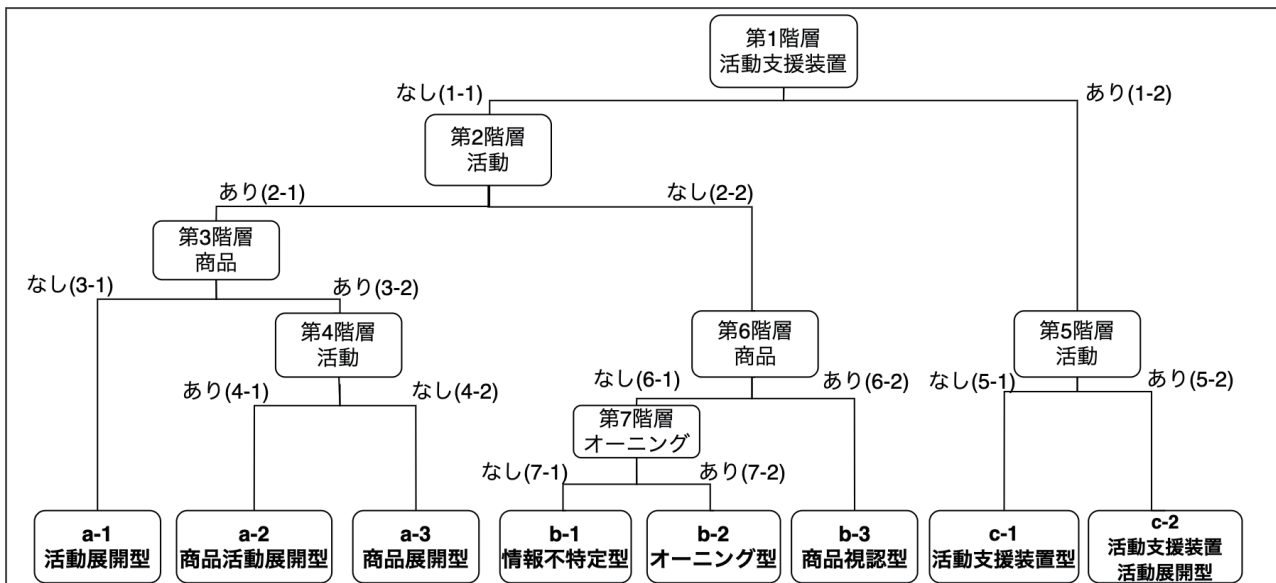 第1階層
活動支援装置
なし(1-1)
あり(1-2)
第2階層
活動
あり(2-1)
なし(2-2)
第3階層
商品
なし(3-1)
あり(3-2)
第4階層
活動
第6階層
商品
第5階層
活動
あり(4-1)
なし(4-2)
なし(6-1)
あり(6-2)
なし(5-1)
あり(5-2)
第7階層
オーニング
なし(7-1)
あり(7-2)
a-1
活動展開型
a-2
商品活動展開型
a-3
商品展開型
b-1
情報不特定型
b-2
オーニング型
b-3
商品視認型
c-1
活動支援装置型
c-2
活動支援装置
活動展開型